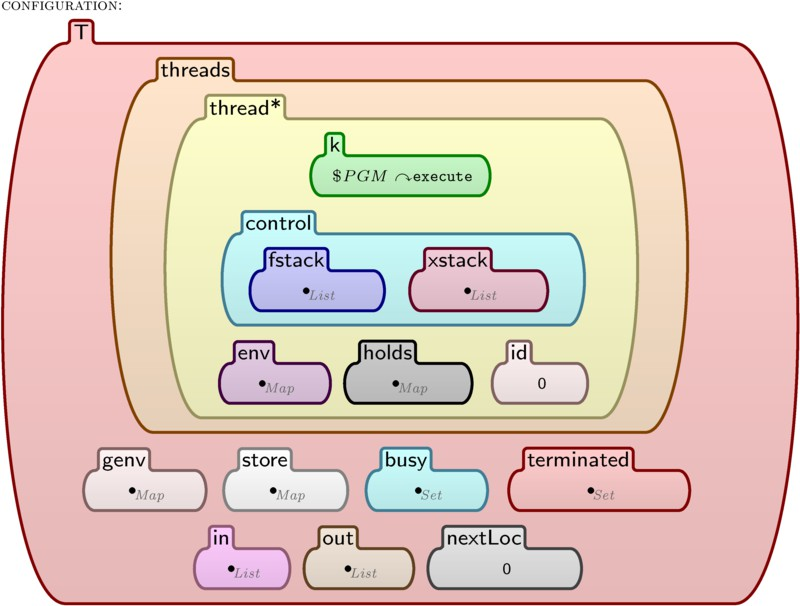 CONFIGURATION:
T
threads
thread*
k
$PGM ↷execute
control
fstack xstack
•List •List
env holds id
•Map •Map 0
genv store busy terminated
•Map •Map •Set •Set
in out nextLoc
•List •List 0